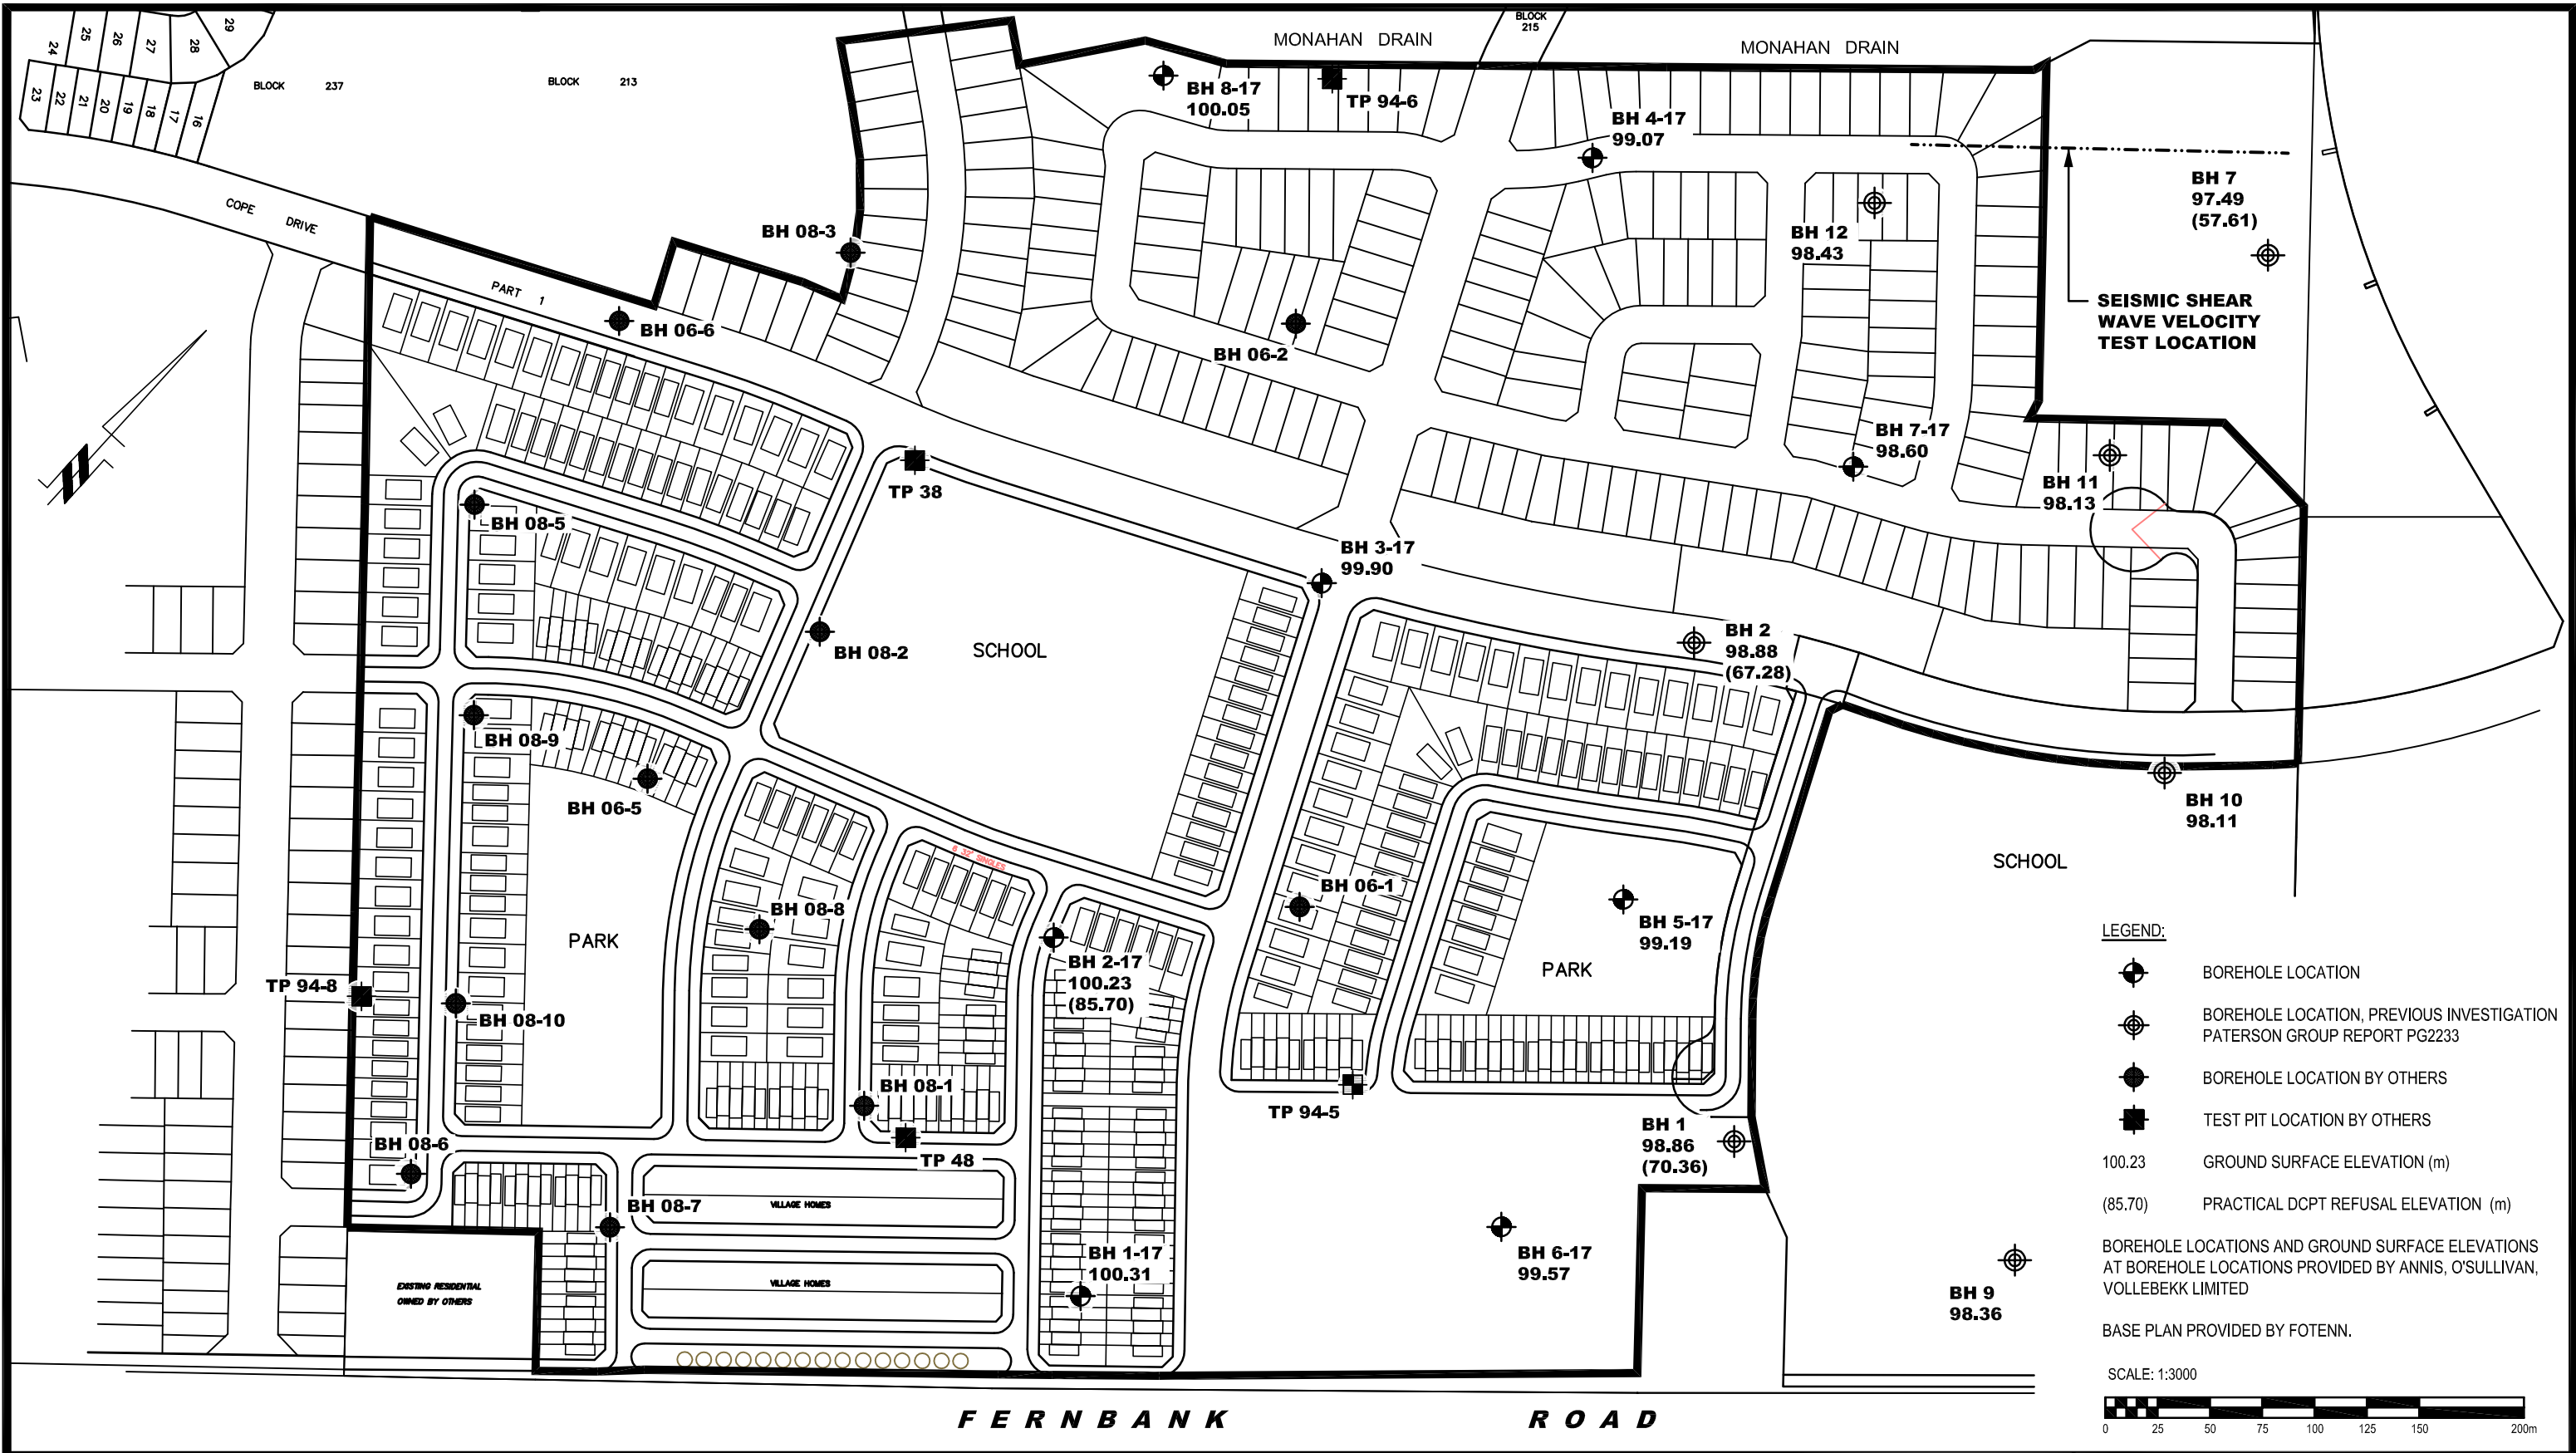 29
28
27
26
25
24
23
22
21
20
19
18
17
16
BLOCK 237
BLOCK 213
BLOCK
215
MONAHAN DRAIN
MONAHAN DRAIN
COPE DRIVE
PART 1
BH 8-17
100.05
TP 94-6
BH 4-17
99.07
BH 7
97.49
(57.61)
BH 12
98.43
BH 08-3
BH 06-6
BH 06-2
SEISMIC SHEAR
WAVE VELOCITY
TEST LOCATION
BH 7-17
98.60
BH 11
98.13
TP 38
BH 08-5
BH 3-17
99.90
BH 08-2
SCHOOL
BH 2
98.88
(67.28)
BH 08-9
BH 06-5
BH 10
98.11
SCHOOL
6 32' SINGLES
BH 08-8
BH 06-1
BH 5-17
99.19
PARK
PARK
BH 2-17
100.23
(85.70)
TP 94-8
BH 08-10
BH 08-1
TP 94-5
BH 1
98.86
(70.36)
BH 08-6
TP 48
BH 08-7
VILLAGE HOMES
VILLAGE HOMES
BH 1-17
100.31
BH 6-17
99.57
BH 9
98.36
EXISTING RESIDENTIAL
OWNED BY OTHERS
FERNBANK ROAD
LEGEND:
BOREHOLE LOCATION
BOREHOLE LOCATION, PREVIOUS INVESTIGATION
PATERSON GROUP REPORT PG2233
BOREHOLE LOCATION BY OTHERS
TEST PIT LOCATION BY OTHERS
100.23 GROUND SURFACE ELEVATION (m)
(85.70) PRACTICAL DCPT REFUSAL ELEVATION (m)
BOREHOLE LOCATIONS AND GROUND SURFACE ELEVATIONS
AT BOREHOLE LOCATIONS PROVIDED BY ANNIS, O'SULLIVAN,
VOLLEBEKK LIMITED
BASE PLAN PROVIDED BY FOTENN.
SCALE: 1:3000
0 25 50 75 100 125 150 200m